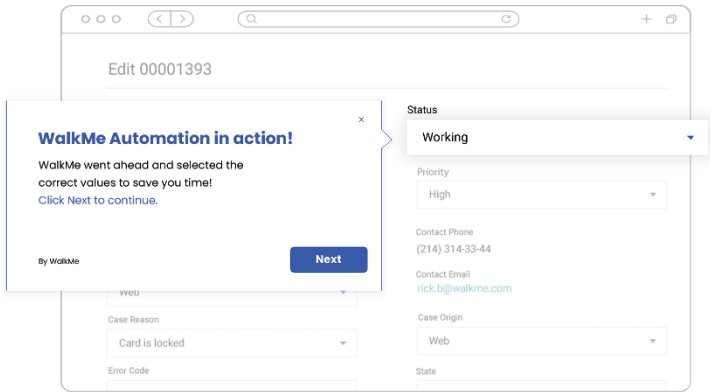 Edit 00001393
Status
Working
×
WalkMe Automation in action!
WalkMe went ahead and selected the
correct values to save you time!
Click Next to continue.
By WalkMe
Next
Priority
High
Contact Phone
(214) 314-33-44
Contact Email
rick.b@walkme.com
Web
Case Reason
Card is locked
Error Code
Case Origin
Web
State